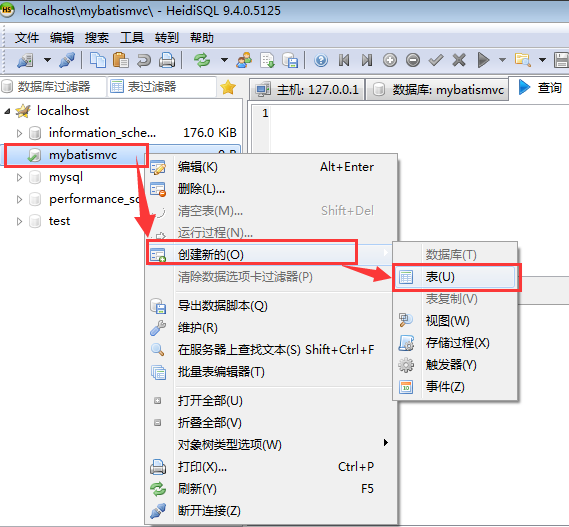 localhost\mybatismvc\ - HeidiSQL 9.4.0.5125
文件 编辑 搜索 工具 转到 帮助
数据库过滤器 表过滤器 主机: 127.0.0.1 数据库: mybatismvc 查询
localhost
information_sche... 176.0 KiB
mybatismvc
mysql
performance_sc
test
1
编辑(K) Alt+Enter
删除(L)...
清空表(M)... Shift+Del
运行过程(N)...
创建新的(O)
清除数据选项卡过滤器(P)
导出数据脚本(Q)
维护(R)
在服务器上查找文本(S) Shift+Ctrl+F
批量表编辑器(T)
打开全部(U)
折叠全部(V)
对象树类型选项(W)
打印(X)... Ctrl+P
刷新(Y) F5
断开连接(Z)
数据库(T)
表(U)
表复制(V)
视图(W)
存储过程(X)
触发器(Y)
事件(Z)